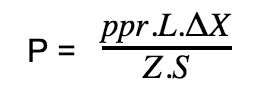 P = ppr.L.ΔX
Z.S